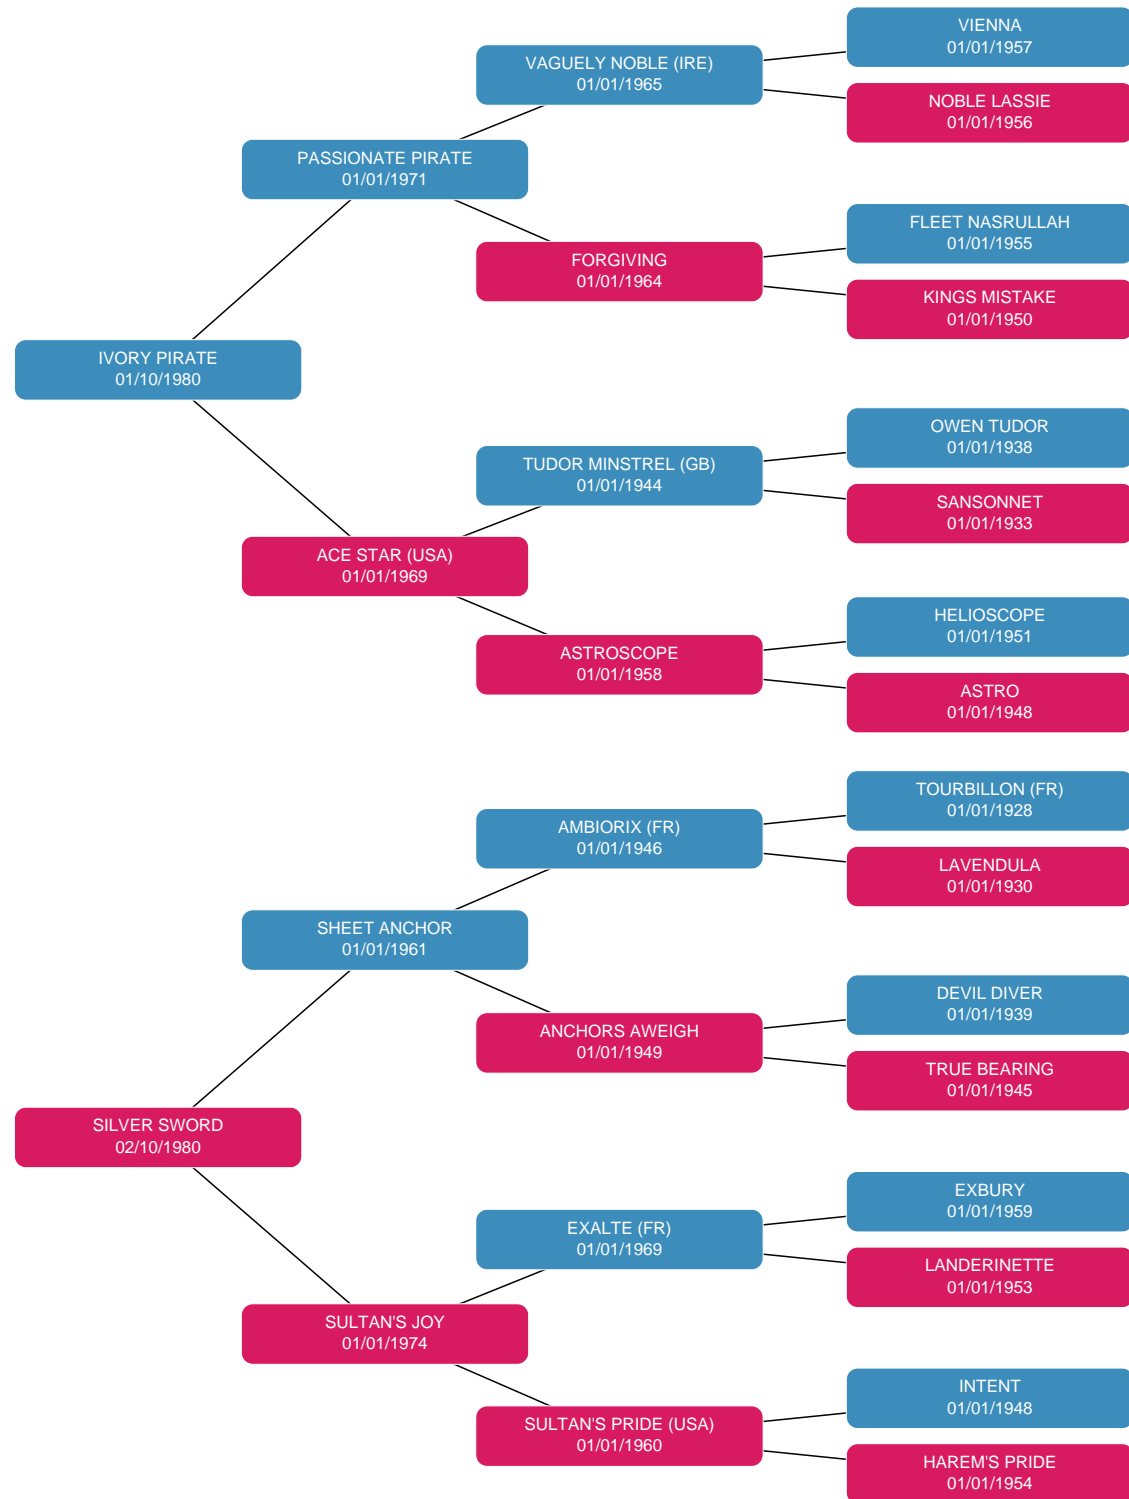 VIENNA
01/01/1957
VAGUELY NOBLE (IRE)
01/01/1965
NOBLE LASSIE
01/01/1956
PASSIONATE PIRATE
01/01/1971
FLEET NASRULLAH
01/01/1955
FORGIVING
01/01/1964
KINGS MISTAKE
01/01/1950
IVORY PIRATE
01/10/1980
OWEN TUDOR
01/01/1938
TUDOR MINSTREL (GB)
01/01/1944
SANSONNET
01/01/1933
ACE STAR (USA)
01/01/1969
HELIOSCOPE
01/01/1951
ASTROSCOPE
01/01/1958
ASTRO
01/01/1948
TOURBILLON (FR)
01/01/1928
AMBIORIX (FR)
01/01/1946
LAVENDULA
01/01/1930
SHEET ANCHOR
01/01/1961
DEVIL DIVER
01/01/1939
ANCHORS AWEIGH
01/01/1949
TRUE BEARING
01/01/1945
SILVER SWORD
02/10/1980
EXBURY
01/01/1959
EXALTE (FR)
01/01/1969
LANDERINETTE
01/01/1953
SULTAN'S JOY
01/01/1974
INTENT
01/01/1948
SULTAN'S PRIDE (USA)
01/01/1960
HAREM'S PRIDE
01/01/1954